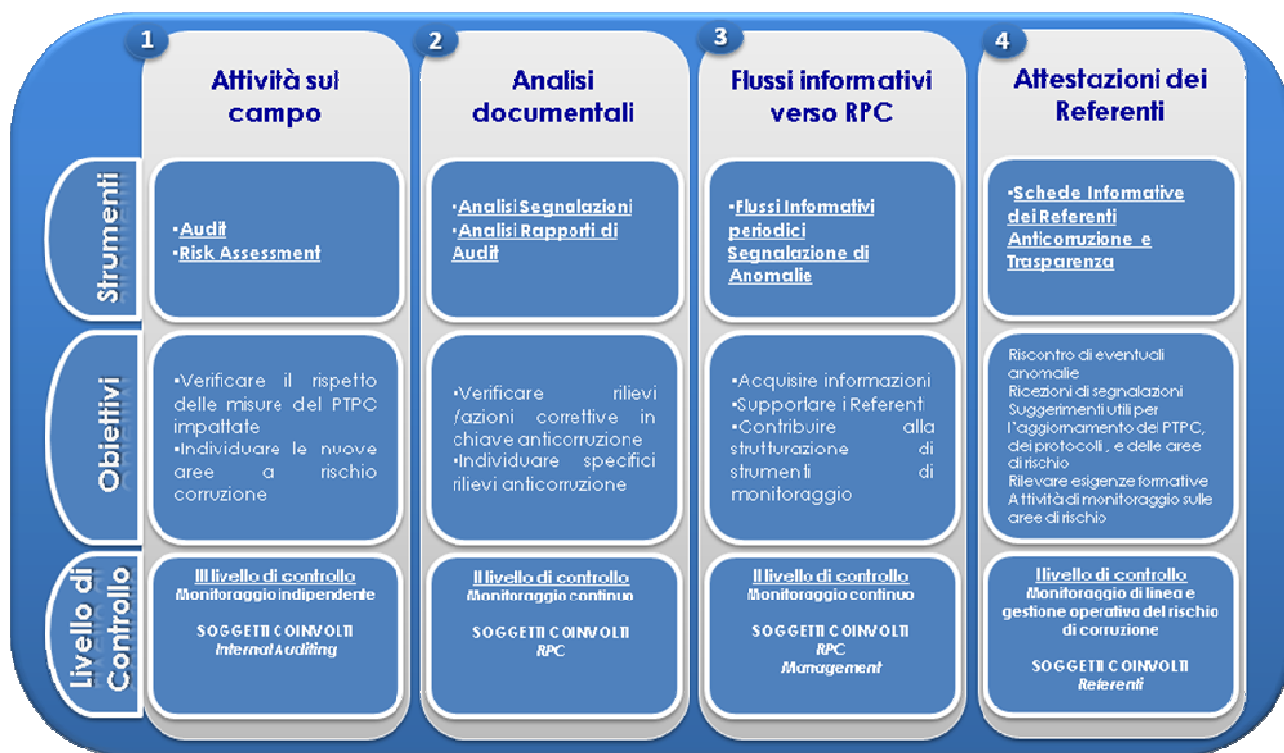 1
Attività sul
campo
2
Analisi
documentali
3
Flussi informativi
verso RPC
4
Attestazioni dei
Referenti
Strumenti
•Audit
•Risk Assessment
•Analisi Segnalazioni
•Analisi Rapporti di
Audit
•Flussi Informativi
periodici
Segnalazione di
Anomalie
•Schede Informative
dei Referenti
Anticorruzione e
Trasparenza
Obiettivi
•Verificare il rispetto
delle misure del PTPC
impattate
•Individuare le nuove
aree a rischio
corruzione
•Verificare rilievi
/azioni correttive in
chiave anticorruzione
•Individuare specifici
rilievi anticorruzione
•Acquisire informazioni
•Supportare i Referenti
•Contribuire alla
strutturazione di
strumenti di
monitoraggio
Riscontro di eventuali
anomalie
Ricezioni di segnalazioni
Suggerimenti utili per
l'aggiornamento del PTPC,
dei protocolli , e delle aree
di rischio
Rilevare esigenze formative
Attività di monitoraggio sulle
aree di rischio
Livello di
Controllo
III livello di controllo
Monitoraggio indipendente
SOGGETTI COINVOLTI
Internal Auditing
II livello di controllo
Monitoraggio continuo
SOGGETTI COINVOLTI
RPC
II livello di controllo
Monitoraggio continuo
SOGGETTI COINVOLTI
RPC
Management
I livello di controllo
Monitoraggio di linea e
gestione operativa del rischio
di corruzione
SOGGETTI COINVOLTI
Referenti